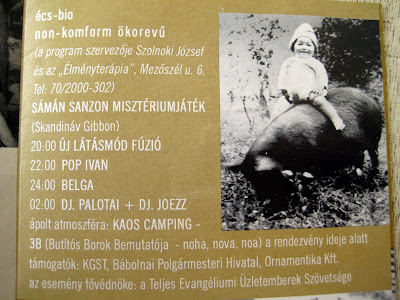 écs-bio
non-komform ökorevű
(a program szervezője Szolnoki József
és az „Élményterápia”, Mezőszél u. 6.
Tel: 70/2000-302)
SÁMÁN SANZON MISZTÉRIUMJÁTÉK
(Skandináv Gibbon)
20:00 ÚJ LÁTÁSMÓD FÚZIÓ
22:00 POP IVAN
24:00 BELGA
02:00 DJ. PALOTAI + DJ. JOEZZ
ápolt atmoszféra: KAOS CAMPING -
3B (Butítós Borok Bemutatója - noha, nova, noa) a rendezvény ideje alatt
támogatók: KGST, Bábolnai Polgármesteri Hivatal, Ornamentika Kft.
az esemény fővédnöke: a Teljes Evangéliumi Üzletemberek Szövetsége